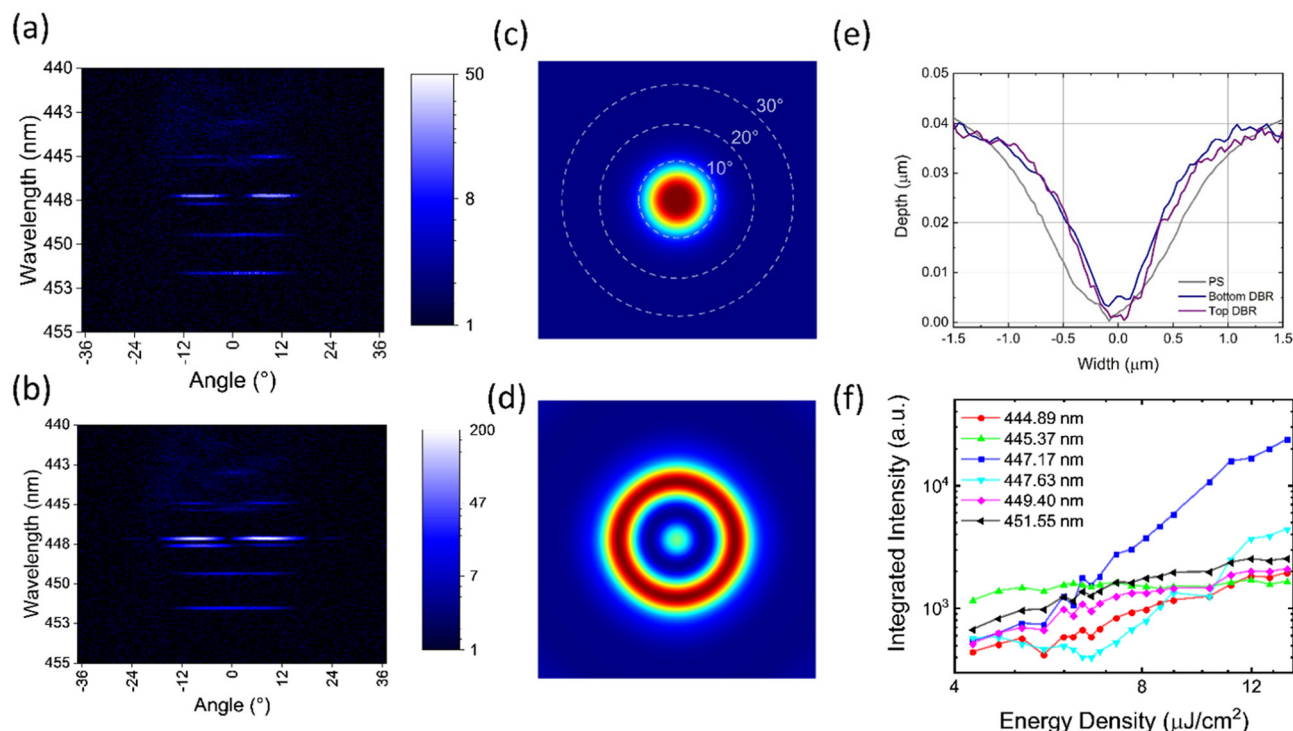 (a)
440
443
445
448
450
453
455
Wavelength (nm)
-36
-24
-12
0
12
24
36
Angle (°)
50
8
1
(b)
440
443
445
448
450
453
455
Wavelength (nm)
-36
-24
-12
0
12
24
36
Angle (°)
200
47
7
1
(c)
30°
20°
10°
(d)
(e)
0.05
0.04
0.03
0.02
0.01
0.00
Depth (μm)
-1.5
-1.0
-0.5
0.0
0.5
1.0
1.5
Width (μm)
PS
Bottom DBR
Top DBR
(f)
Integrated Intensity (a.u.)
10⁴
10³
444.89 nm
445.37 nm
447.17 nm
447.63 nm
449.40 nm
451.55 nm
4
8
12
Energy Density (μJ/cm²)